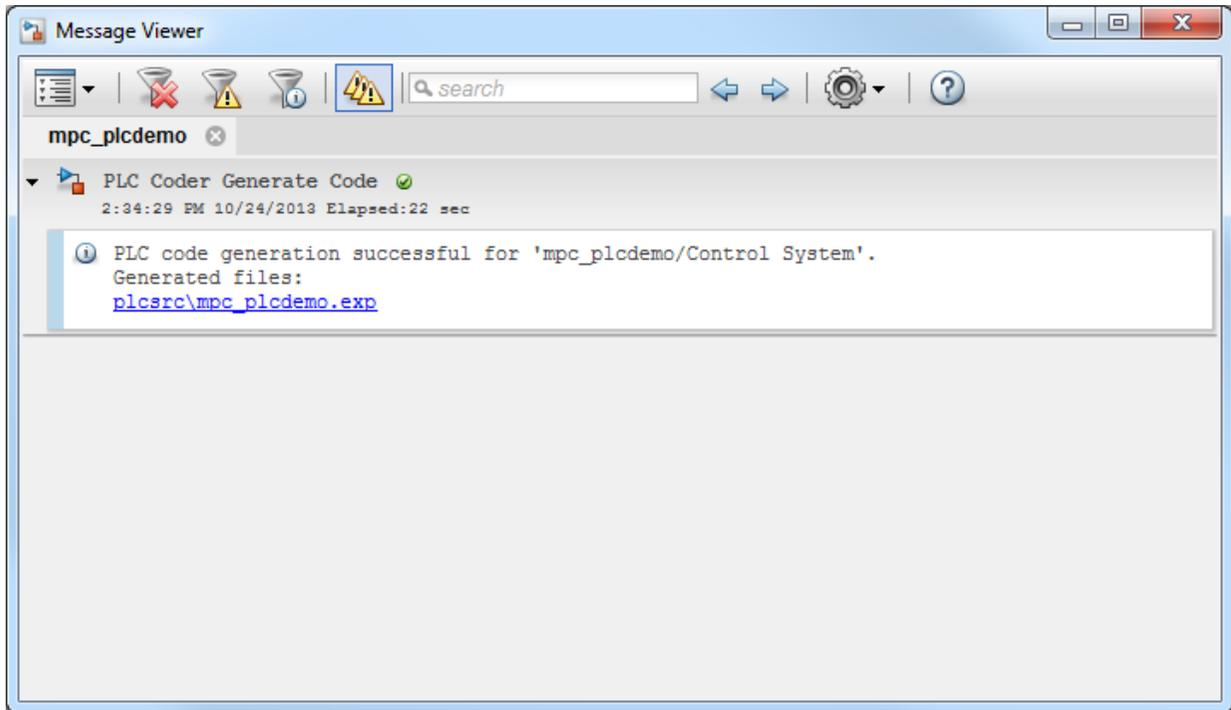 Message Viewer
search
mpc_plcdemo
PLC Coder Generate Code
2:34:29 PM 10/24/2013 Elapsed:22 sec
PLC code generation successful for 'mpc_plcdemo/Control System'.
Generated files:
plcsrc\mpc_plcdemo.exp